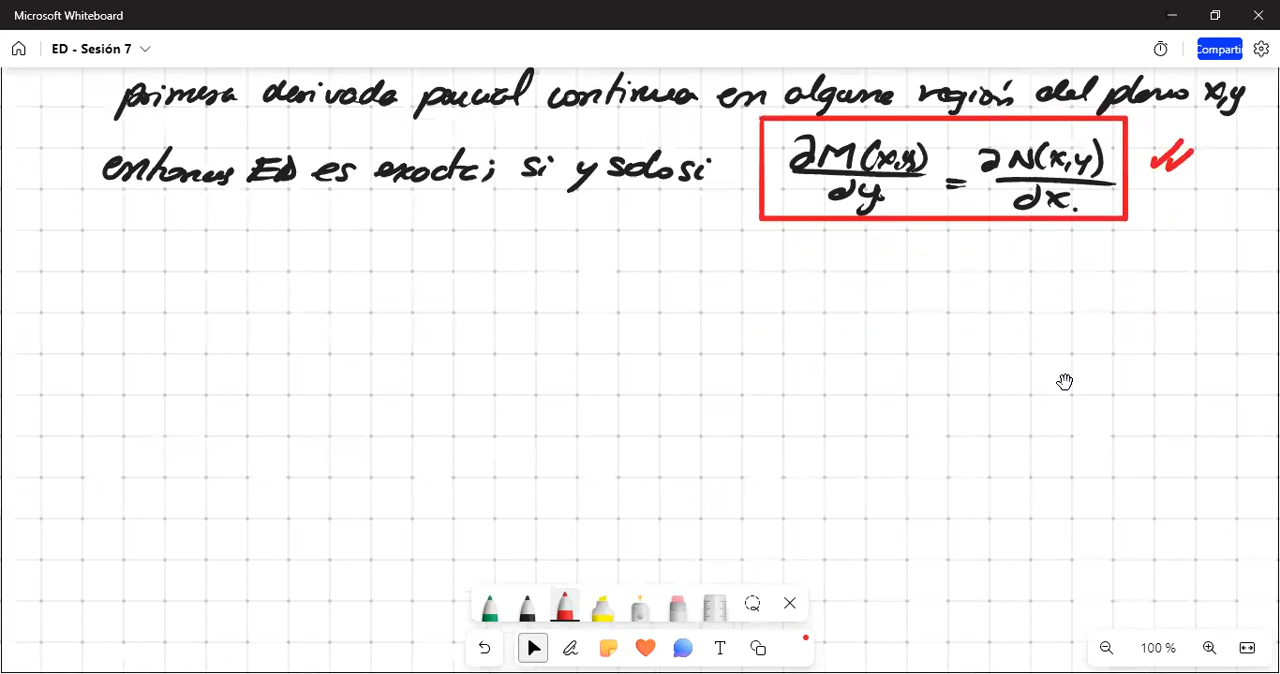 Microsoft Whiteboard
ED - Sesión 7
Comparti
primera derivada parcial continua en alguna región del plano x,y
entonces ED es exacta; si y solo si ∂M(x,y)/∂y = ∂N(x,y)/∂x.
T
100 %